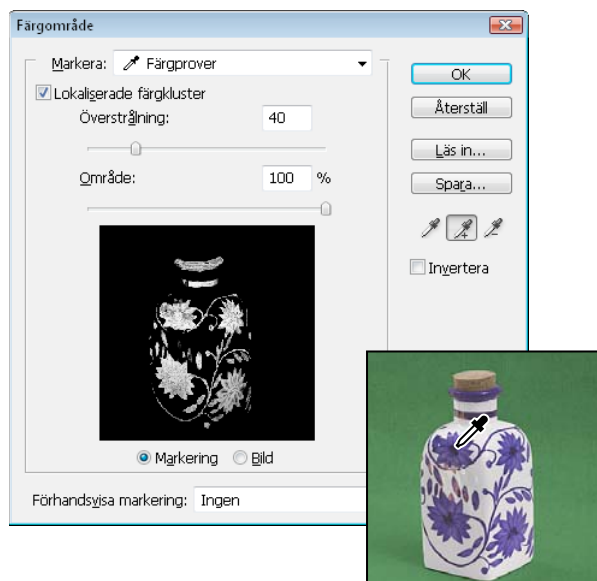 Färgområde
Markera: Färgprover
Lokaliserade färgkluster
Överstrålning: 40
Område: 100 %
Markering Bild
Förhandsvisa markering: Ingen
OK
Återställ
Läs in...
Spara...
Invertera